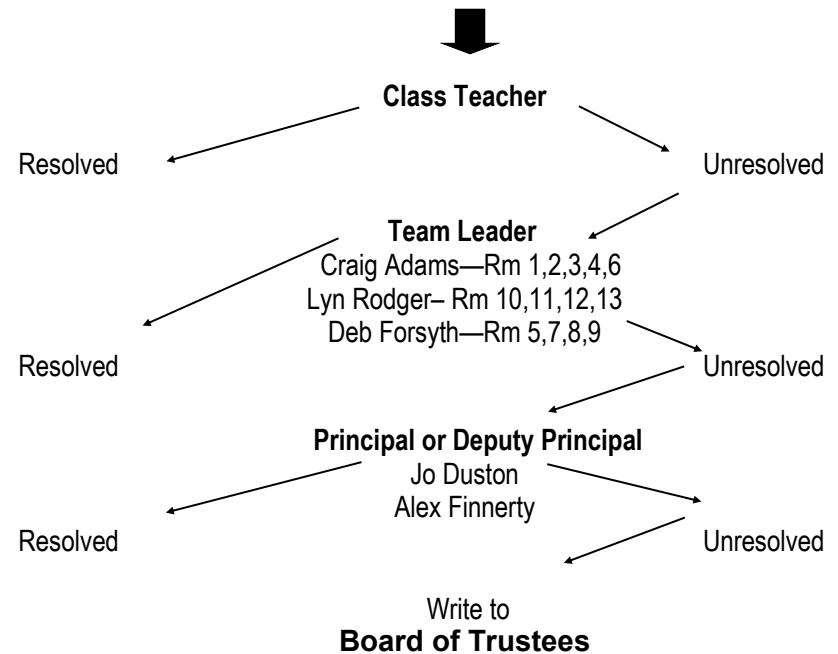 Class Teacher
Resolved Unresolved
Team Leader
Craig Adams—Rm 1,2,3,4,6
Lyn Rodger– Rm 10,11,12,13
Deb Forsyth—Rm 5,7,8,9
Resolved Unresolved
Principal or Deputy Principal
Jo Duston
Alex Finnerty
Resolved Unresolved
Write to
Board of Trustees